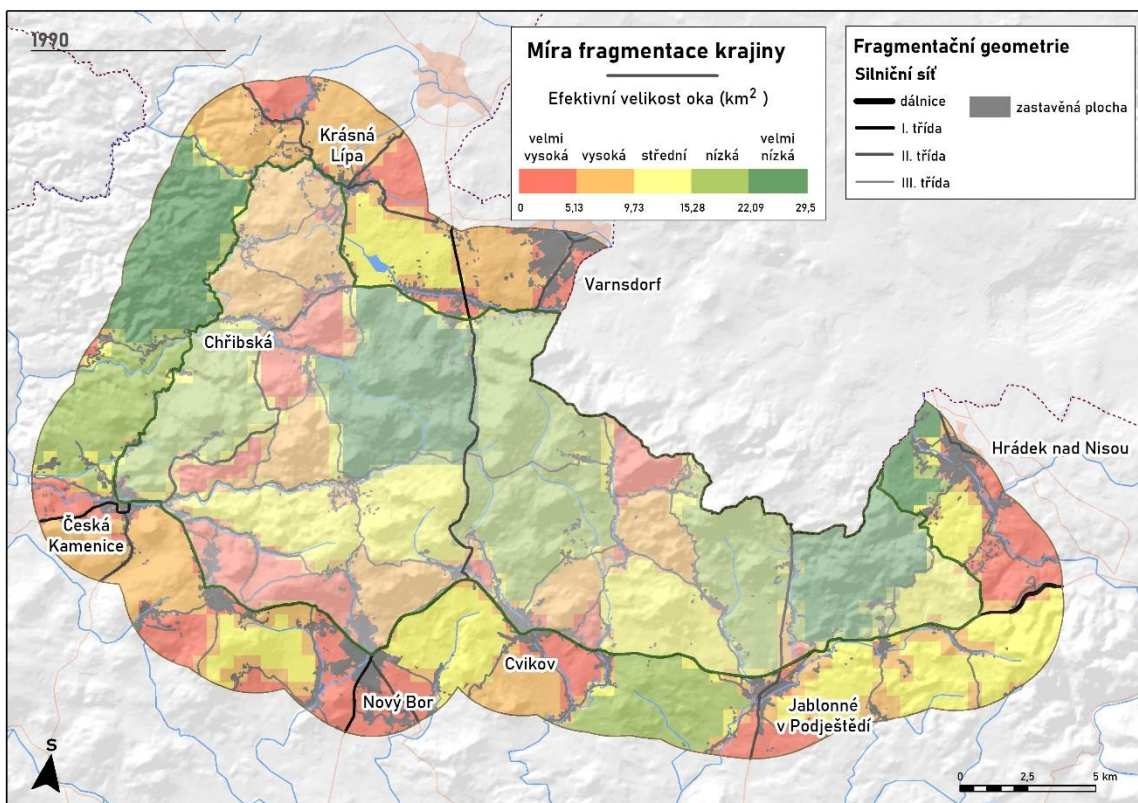 1990
Míra fragmentace krajiny
Efektivní velikost oka (km² )
velmi
vysoká
vysoká
střední
nízká
velmi
nízká
0
5,13
9,73
15,28
22,09
29,5
Fragmentační geometrie
Silniční síť
dálnice
zastavěná plocha
I. třída
II. třída
III. třída
Krásná
Lípa
Varnsdorf
Chřibská
Hrádek nad Nisou
Česká
Kamenice
Cvikov
Nový Bor
Jablonné
v Podještědí
S
0
2,5
5 km